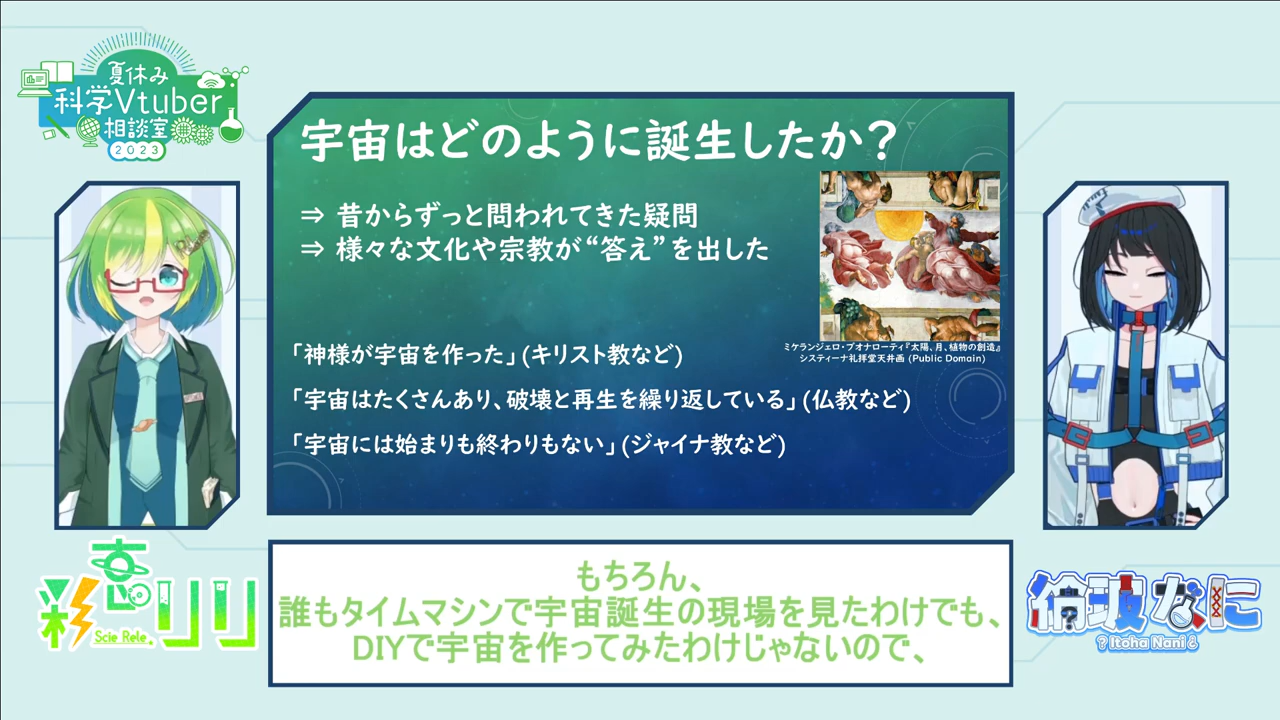 夏休み
科学Vtuber
相談室
2023
宇宙はどのように誕生したか?
⇒ 昔からずっと問われてきた疑問
⇒ 様々な文化や宗教が“答え”を出した
ミケランジェロ・ブオナローティ『太陽、月、植物の創造』
システィーナ礼拝堂天井画 (Public Domain)
「神様が宇宙を作った」(キリスト教など)
「宇宙はたくさんあり、破壊と再生を繰り返している」(仏教など)
「宇宙には始まりも終わりもない」(ジャイナ教など)
彩恵リリ
Scie Rele.
もちろん、
誰もタイムマシンで宇宙誕生の現場を見たわけでも、
DIYで宇宙を作ってみたわけじゃないので、
倫玻なに
? Itoha Nani ¿